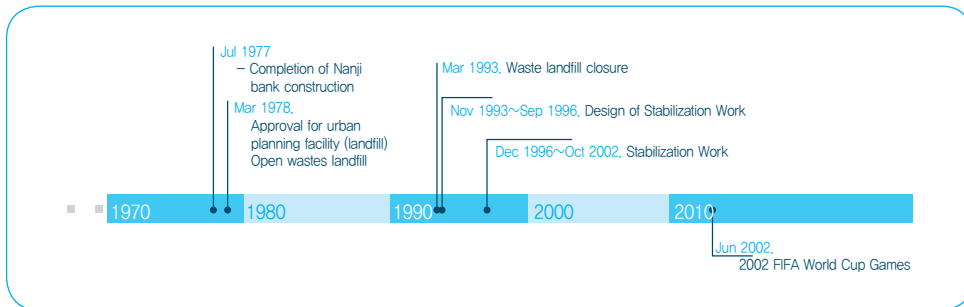 Jul 1977
– Completion of Nanji
bank construction
Mar 1978.
Approval for urban
planning facility (landfill)
Open wastes landfill
Mar 1993. Waste landfill closure
Nov 1993~Sep 1996. Design of Stabilization Work
Dec 1996~Oct 2002. Stabilization Work
1970
1980
1990
2000
2010
Jun 2002.
2002 FIFA World Cup Games